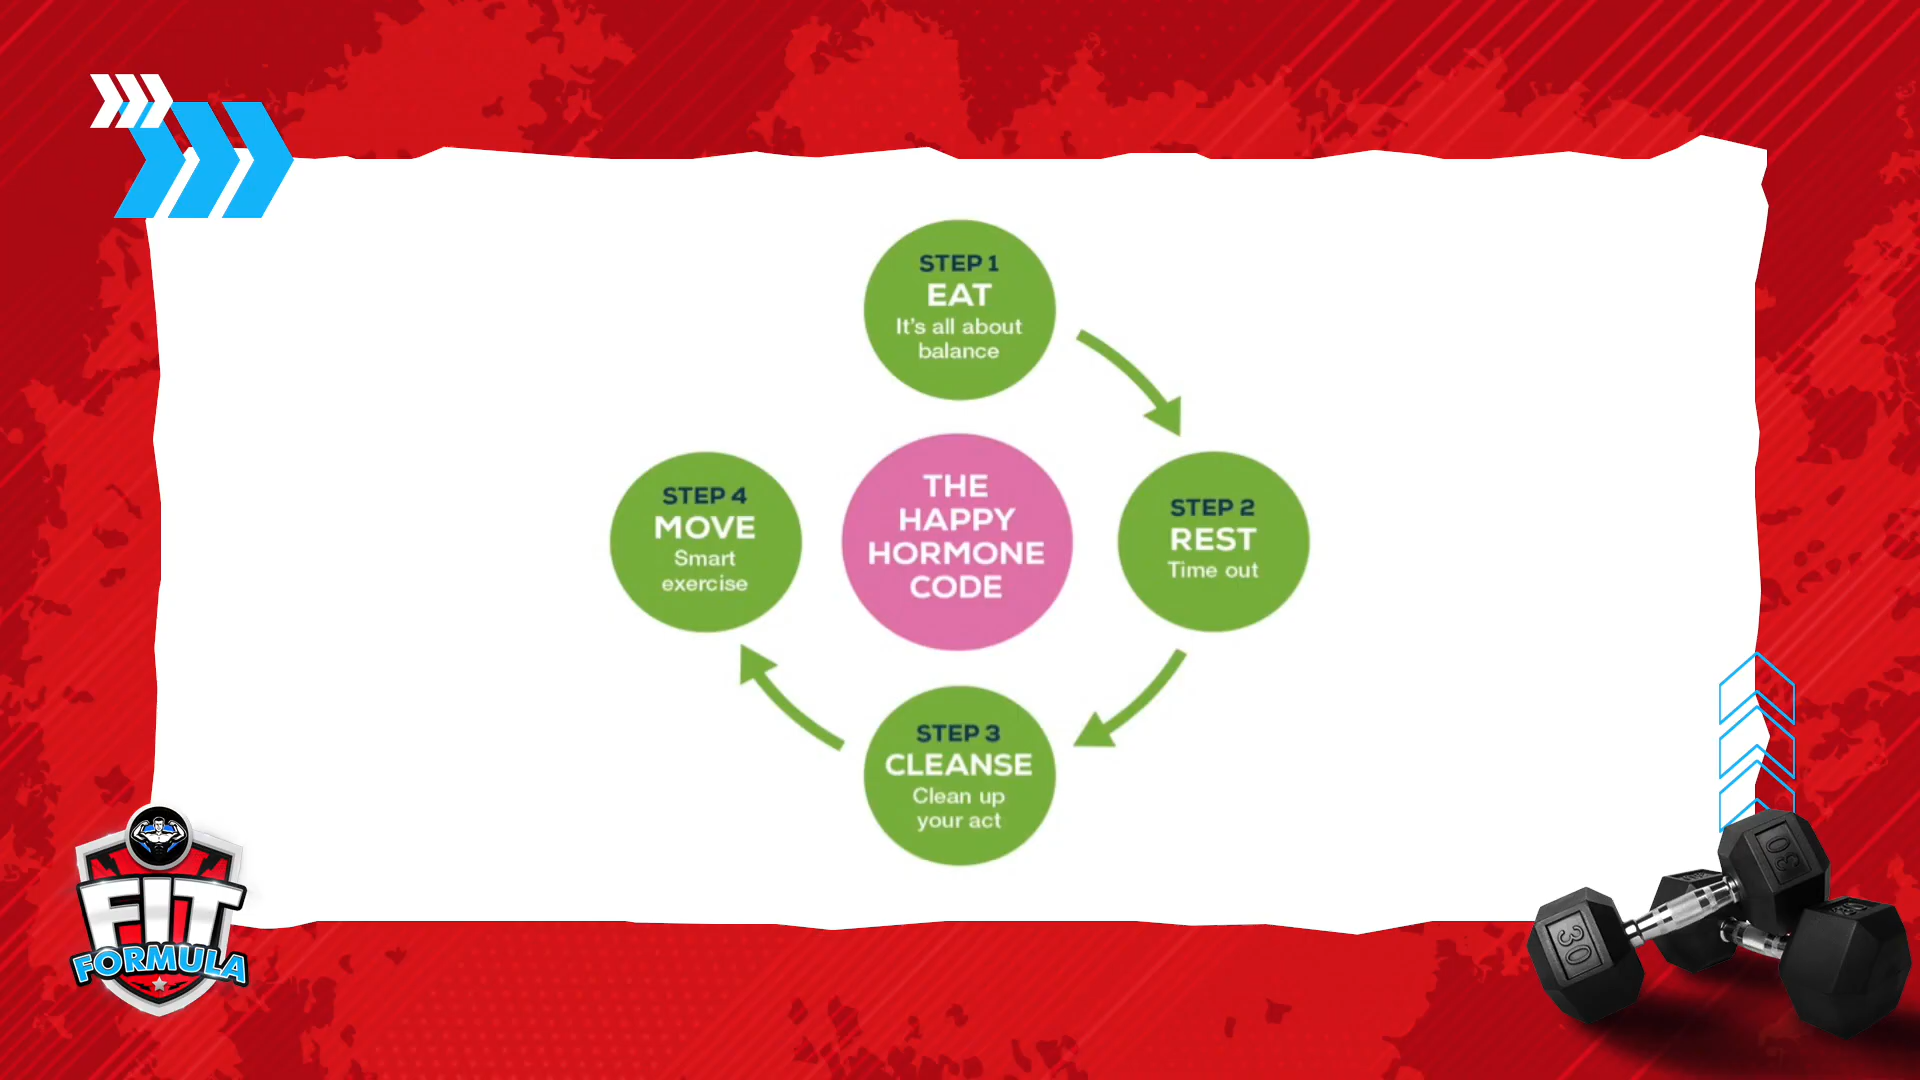 STEP 1
EAT
It's all about
balance
STEP 4
MOVE
Smart
exercise
THE
HAPPY
HORMONE
CODE
STEP 2
REST
Time out
STEP 3
CLEANSE
Clean up
your act
FIT
FORMULA
30
30